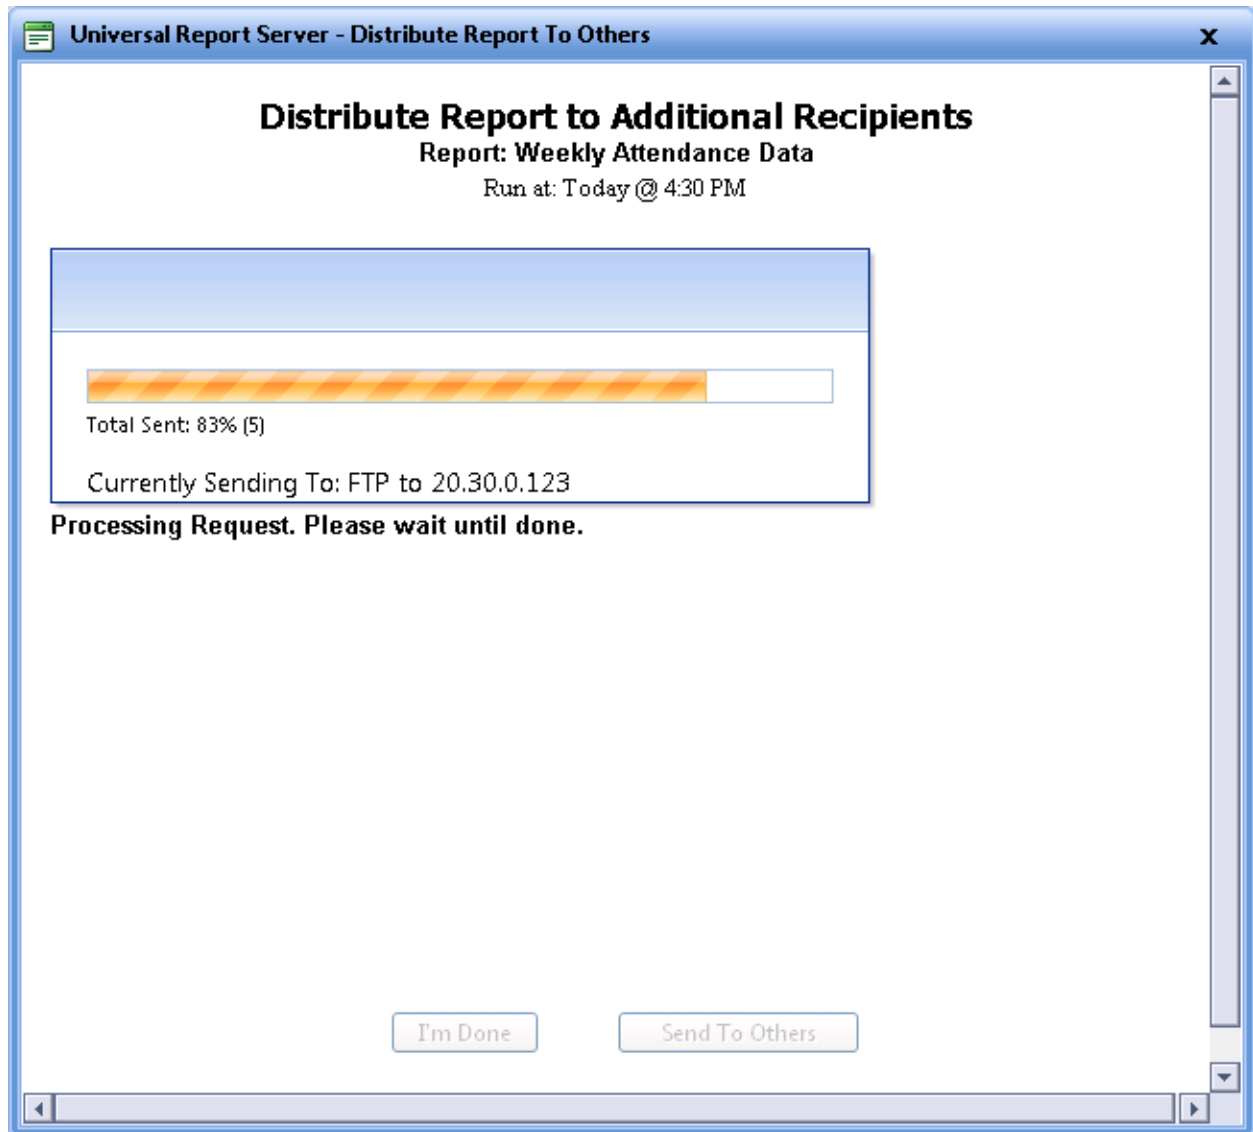 Universal Report Server - Distribute Report To Others
x
Distribute Report to Additional Recipients
Report: Weekly Attendance Data
Run at: Today @ 4:30 PM
Total Sent: 83% (5)
Currently Sending To: FTP to 20.30.0.123
Processing Request. Please wait until done.
I'm Done
Send To Others